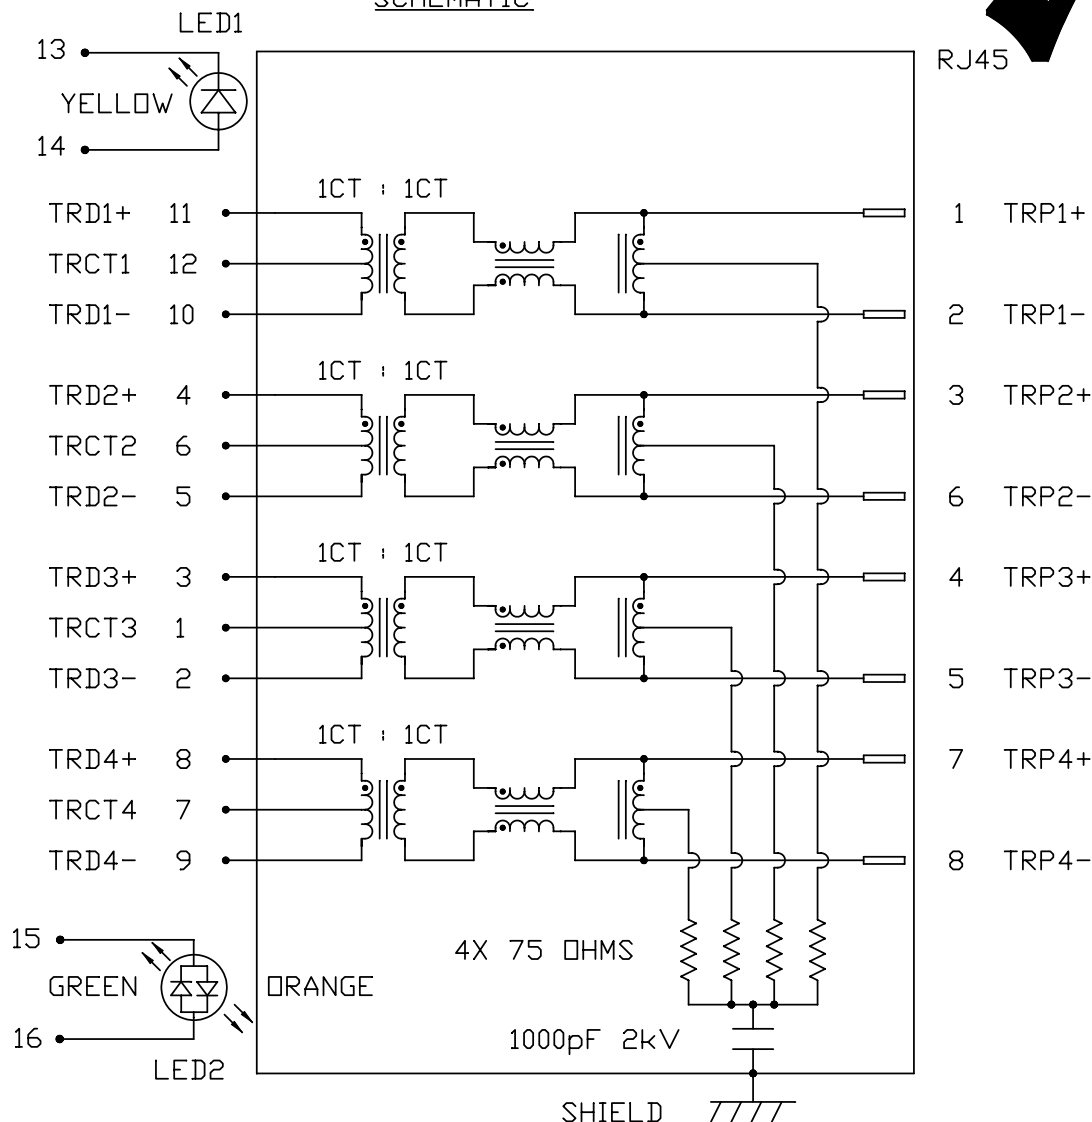 SCHEMATIC
LED1
13
RJ45
YELLOW
14
1CT : 1CT
TRD1+ 11
1 TRP1+
TRCT1 12
TRD1- 10
2 TRP1-
1CT : 1CT
TRD2+ 4
3 TRP2+
TRCT2 6
TRD2- 5
6 TRP2-
1CT : 1CT
TRD3+ 3
4 TRP3+
TRCT3 1
TRD3- 2
5 TRP3-
1CT : 1CT
TRD4+ 8
7 TRP4+
TRCT4 7
TRD4- 9
8 TRP4-
15
4X 75 OHMS
GREEN
ORANGE
16
1000pF 2kV
LED2
SHIELD